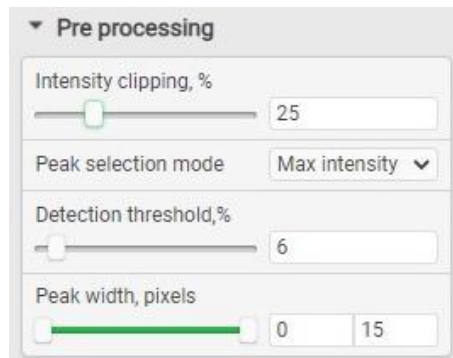 Pre processing
Intensity clipping, %
25
Peak selection mode Max intensity
Detection threshold,%
6
Peak width, pixels
0 15